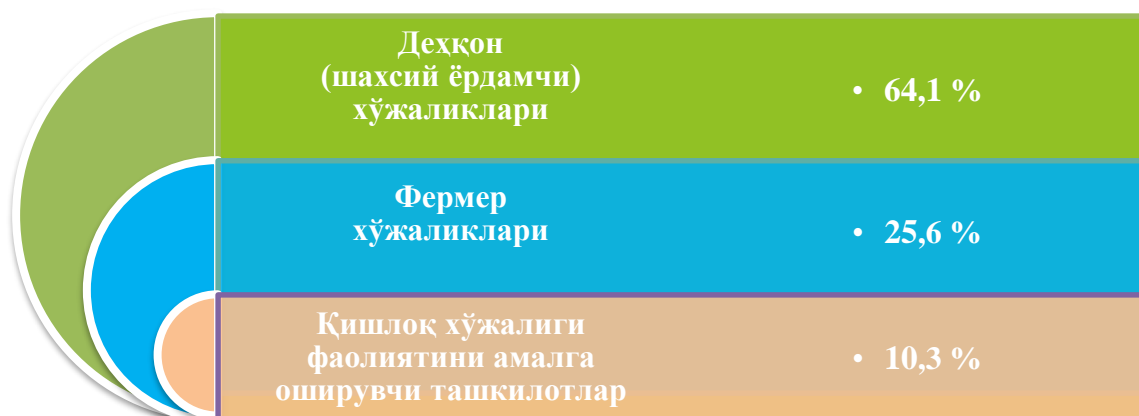 Деҳқон
(шахсий ёрдамчи)
хўжаликлари
• 64,1 %
Фермер
хўжаликлари
• 25,6 %
Қишлоқ хўжалиги
фаолиятини амалга
оширувчи ташкилотлар
• 10,3 %